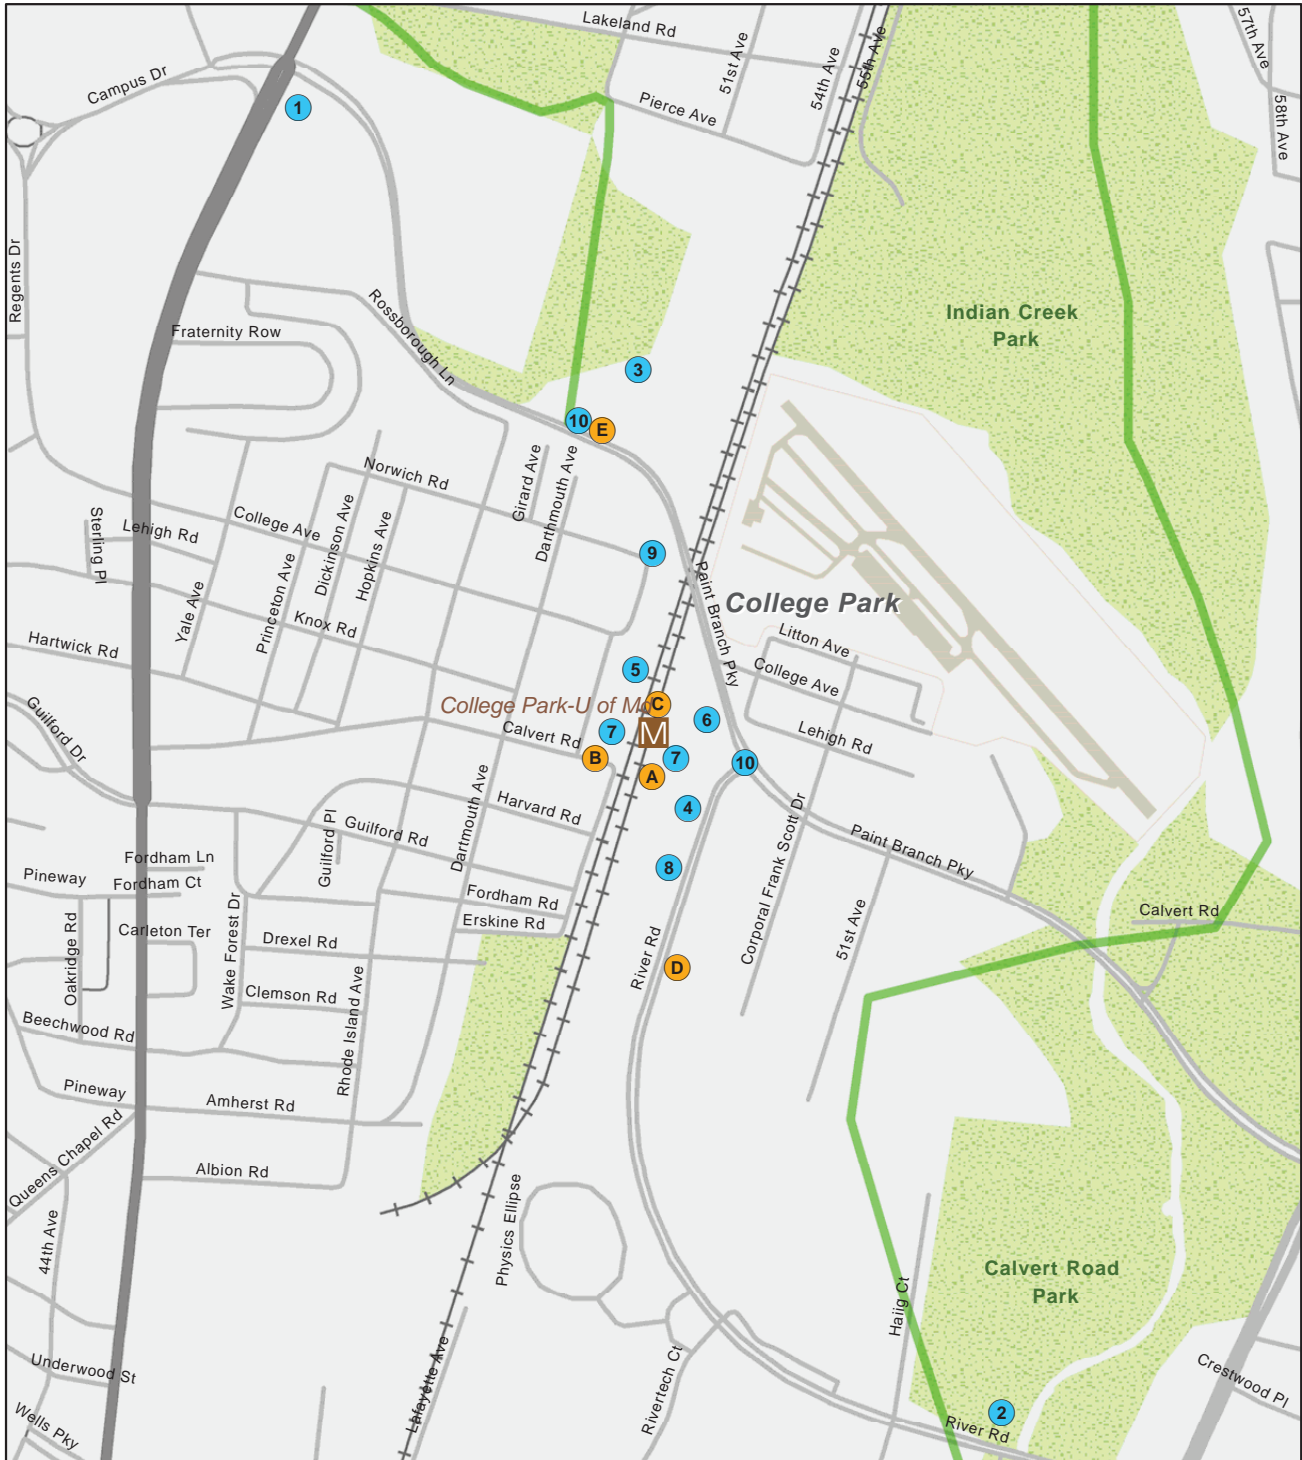 Lakeland Rd
51st Ave
54th Ave
55th Ave
57th Ave
58th Ave
Campus Dr
1
Pierce Ave
Regents Dr
Indian Creek
Park
Fraternity Row
Rossborough Ln
3
10
E
Norwich Rd
Girard Ave
Darthmouth Ave
Sterling Pl
Lehigh Rd
College Ave
Dickinson Ave
Hopkins Ave
Princeton Ave
Yale Ave
9
Paint Branch Pky
College Park
Knox Rd
Hartwick Rd
Litton Ave
College Ave
5
C
College Park-U of Md
M
6
7
Calvert Rd
Lehigh Rd
B
7
10
A
Guilford Dr
4
Harvard Rd
Dartmouth Ave
Guilford Rd
Guilford Pl
Corporal Frank Scott Dr
Paint Branch Pky
8
Fordham Ln
Pineway
Fordham Ct
Fordham Rd
Erskine Rd
Calvert Rd
Oakridge Rd
Carleton Ter
Wake Forest Dr
Drexel Rd
51st Ave
River Rd
D
Clemson Rd
Rhode Island Ave
Beechwood Rd
Pineway
Amherst Rd
Queens Chapel Rd
Albion Rd
44th Ave
Physics Ellipse
Calvert Road
Park
Haiig Ct
Underwood St
Lafayette Ave
Rivertech Ct
Crestwood Pl
Wells Pky
2
River Rd